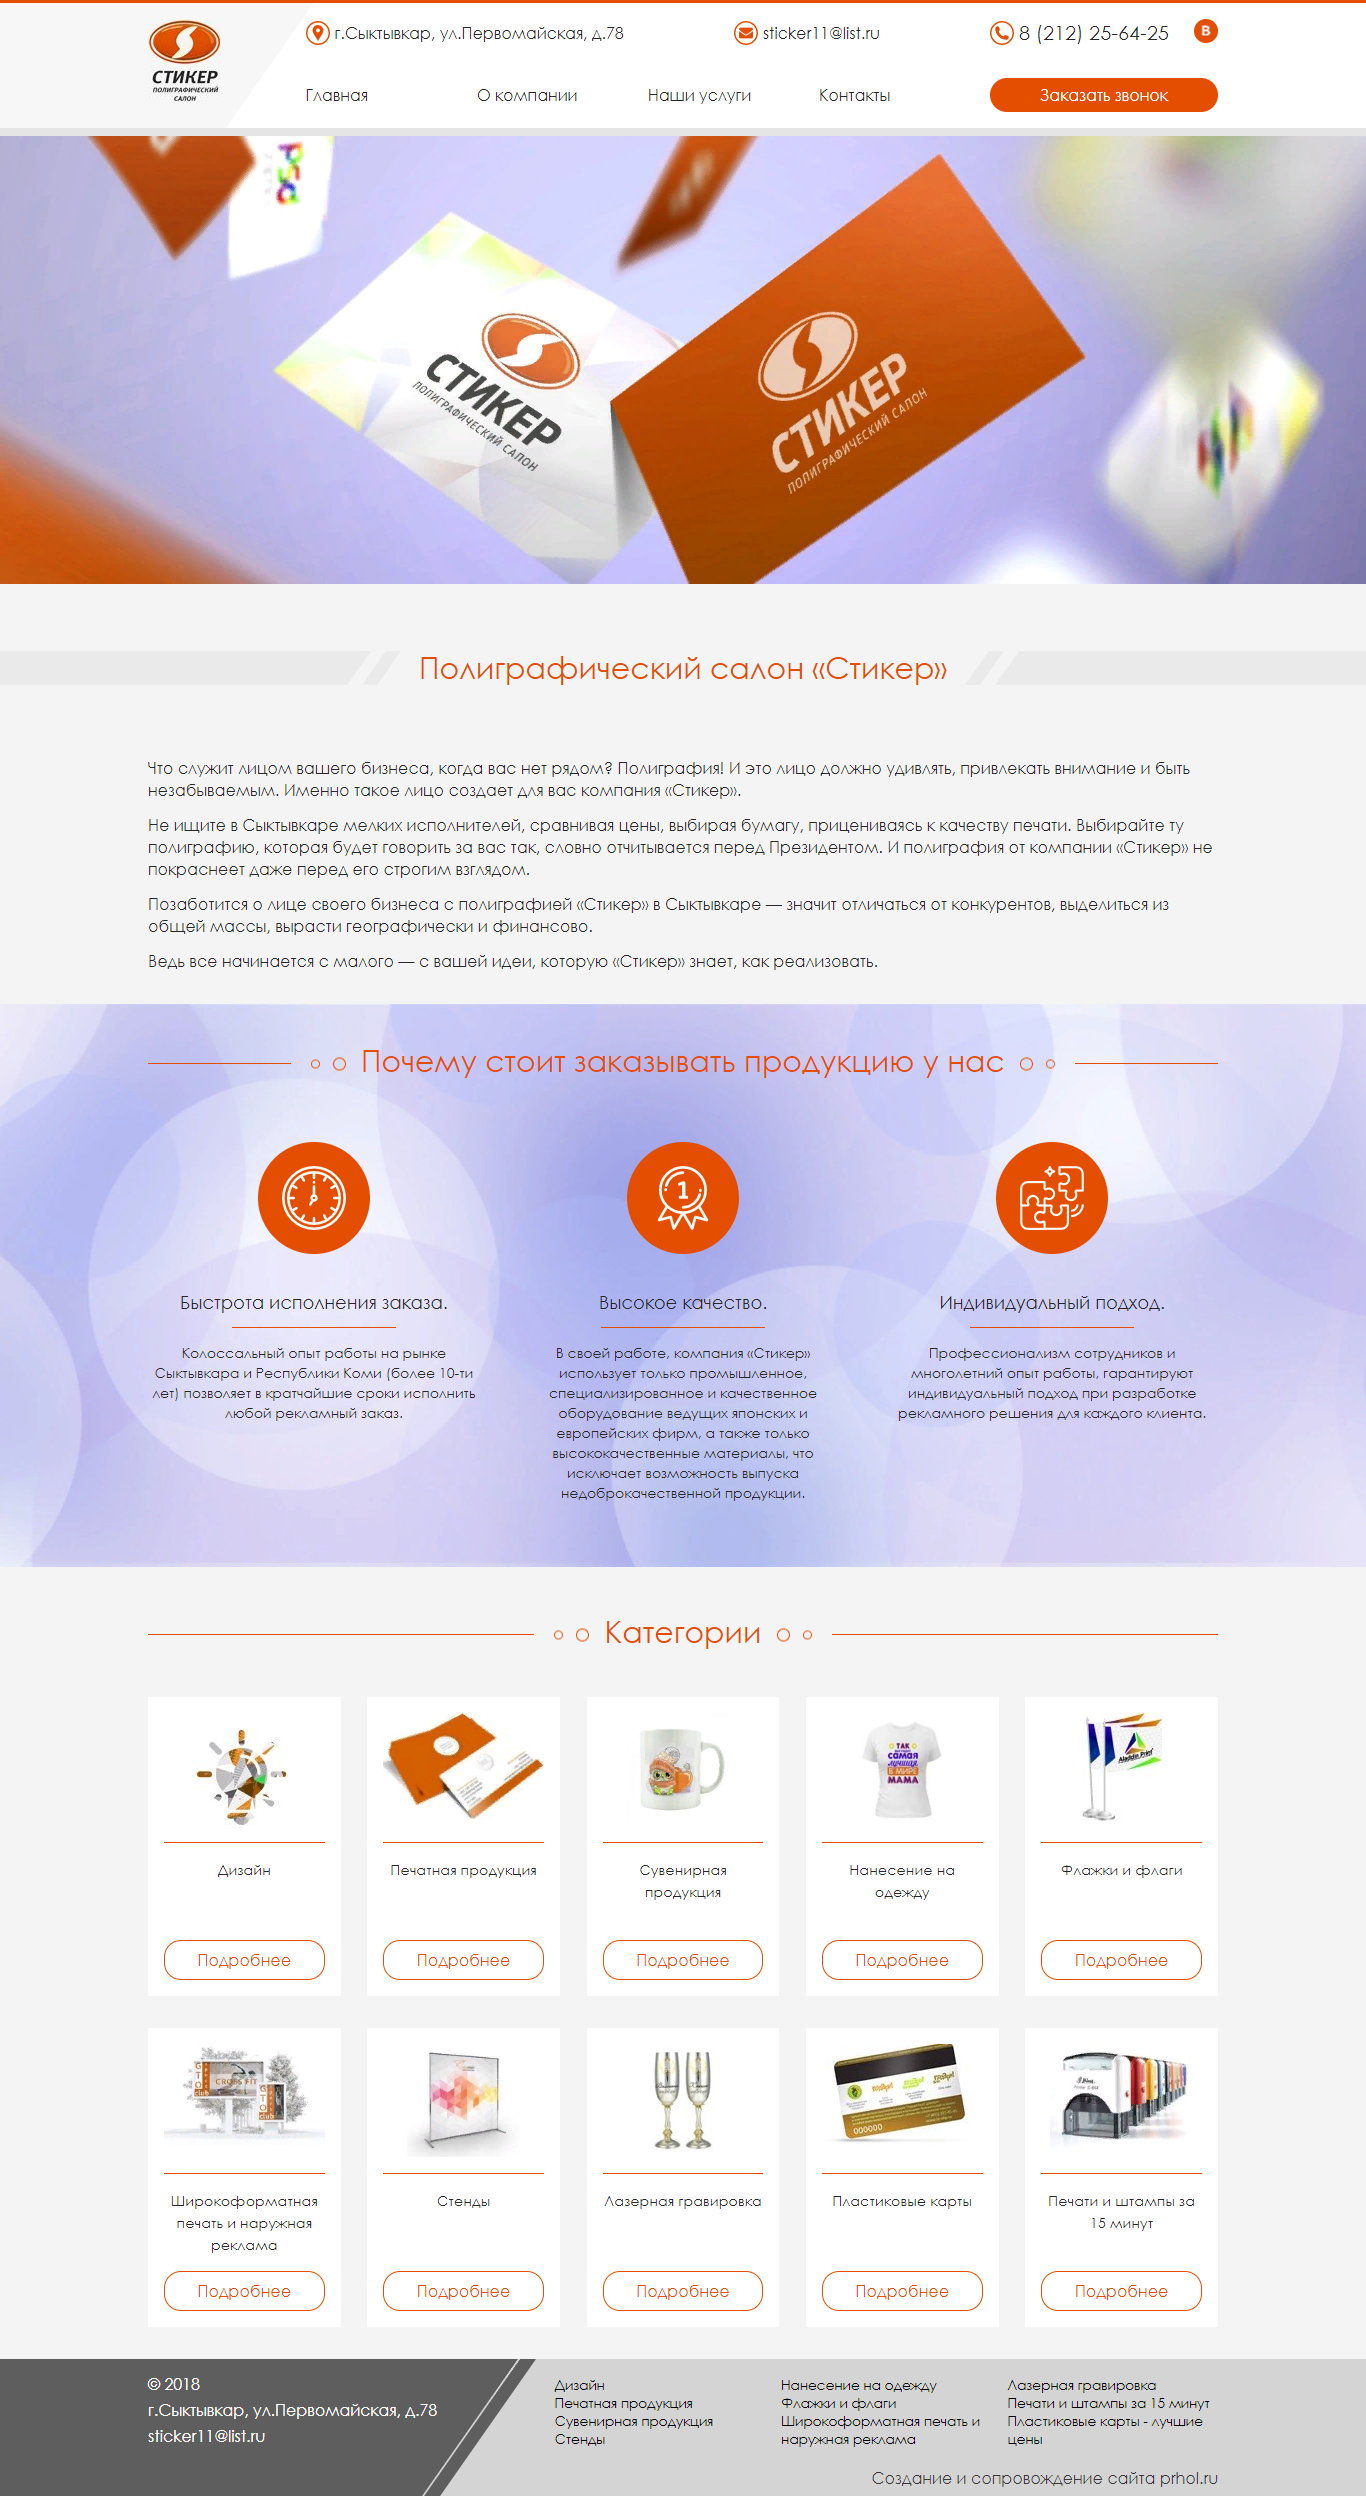 СТИКЕР
ПОЛИГРАФИЧЕСКИЙ
САЛОН
г.Сыктывкар, ул.Первомайская, д.78
sticker11@list.ru
8 (212) 25-64-25
В
Главная
О компании
Наши услуги
Контакты
Заказать звонок
psd
СТИКЕР
ПОЛИГРАФИЧЕСКИЙ САЛОН
СТИКЕР
ПОЛИГРАФИЧЕСКИЙ САЛОН
Полиграфический салон «Стикер»
Что служит лицом вашего бизнеса, когда вас нет рядом? Полиграфия! И это лицо должно удивлять, привлекать внимание и быть
незабываемым. Именно такое лицо создает для вас компания «Стикер».
Не ищите в Сыктывкаре мелких исполнителей, сравнивая цены, выбирая бумагу, прицениваясь к качеству печати. Выбирайте ту
полиграфию, которая будет говорить за вас так, словно отчитывается перед Президентом. И полиграфия от компании «Стикер» не
покраснеет даже перед его строгим взглядом.
Позаботится о лице своего бизнеса с полиграфией «Стикер» в Сыктывкаре — значит отличаться от конкурентов, выделиться из
общей массы, вырасти географически и финансово.
Ведь все начинается с малого — с вашей идеи, которую «Стикер» знает, как реализовать.
Почему стоит заказывать продукцию у нас
1
Быстрота исполнения заказа.
Колоссальный опыт работы на рынке
Сыктывкара и Республики Коми (более 10-ти
лет) позволяет в кратчайшие сроки исполнить
любой рекламный заказ.
Высокое качество.
В своей работе, компания «Стикер»
использует только промышленное,
специализированное и качественное
оборудование ведущих японских и
европейских фирм, а также только
высококачественные материалы, что
исключает возможность выпуска
недоброкачественной продукции.
Индивидуальный подход.
Профессионализм сотрудников и
многолетний опыт работы, гарантируют
индивидуальный подход при разработке
рекламного решения для каждого клиента.
Категории
ТАК
самая
лучшая
В МИРЕ
МАМА
Aladdin Print
Дизайн
Печатная продукция
Сувенирная
продукция
Нанесение на
одежду
Флажки и флаги
Подробнее
Подробнее
Подробнее
Подробнее
Подробнее
CROSS FIT
club
000000
Широкоформатная
печать и наружная
реклама
Стенды
Лазерная гравировка
Пластиковые карты
Печати и штампы за
15 минут
Подробнее
Подробнее
Подробнее
Подробнее
Подробнее
© 2018
г.Сыктывкар, ул.Первомайская, д.78
sticker11@list.ru
Дизайн
Печатная продукция
Сувенирная продукция
Стенды
Нанесение на одежду
Флажки и флаги
Широкоформатная печать и
наружная реклама
Лазерная гравировка
Печати и штампы за 15 минут
Пластиковые карты - лучшие
цены
Создание и сопровождение сайта prhol.ru